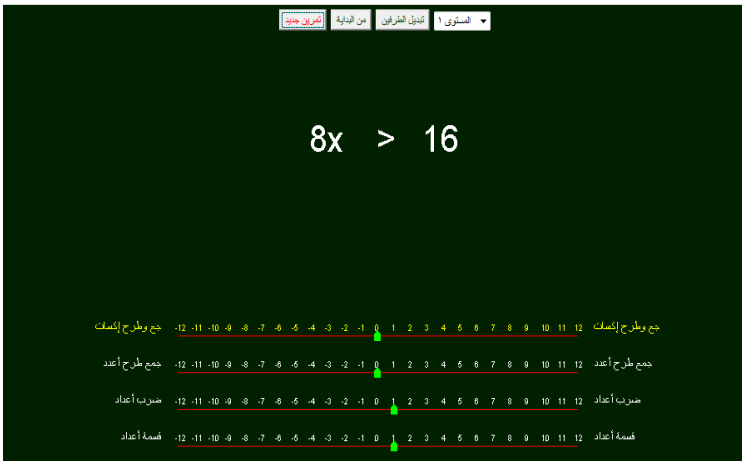 المستوى ١ تبديل الطرفين من البداية تمرين جديد
8x > 16
جع وطرح إكسات -12 -11 -10 -9 -8 -7 -6 -5 -4 -3 -2 -1 0 1 2 3 4 5 6 7 8 9 10 11 12 جع وطرح إكسات
جمع طرح أعدد -12 -11 -10 -9 -8 -7 -6 -5 -4 -3 -2 -1 0 1 2 3 4 5 6 7 8 9 10 11 12 جمع طرح أعدد
ضرب أعداد -12 -11 -10 -9 -8 -7 -6 -5 -4 -3 -2 -1 0 1 2 3 4 5 6 7 8 9 10 11 12 ضرب أعداد
قسمة أعداد -12 -11 -10 -9 -8 -7 -6 -5 -4 -3 -2 -1 0 1 2 3 4 5 6 7 8 9 10 11 12 قسمة أعداد